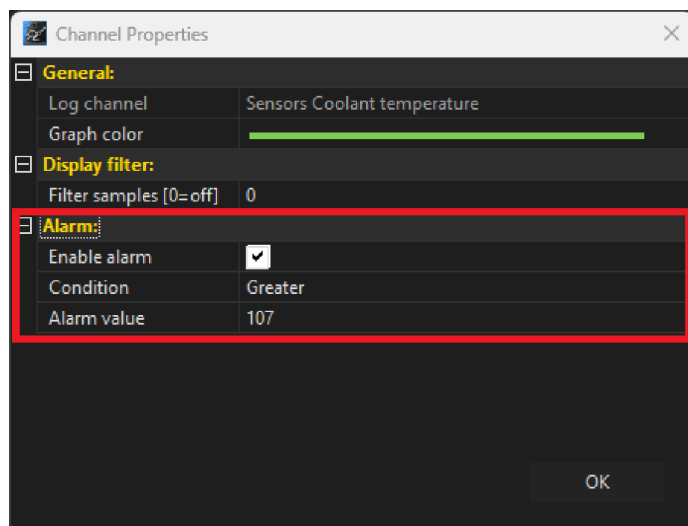 Channel Properties
General:
Log channel Sensors Coolant temperature
Graph color
Display filter:
Filter samples [0=off] 0
Alarm:
Enable alarm
Condition Greater
Alarm value 107
OK